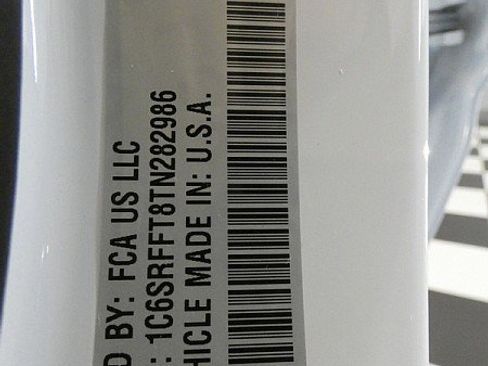 D BY: FCA US LLC
: 1C6SRFFT8TN282986
HICLE MADE IN: U.S.A.